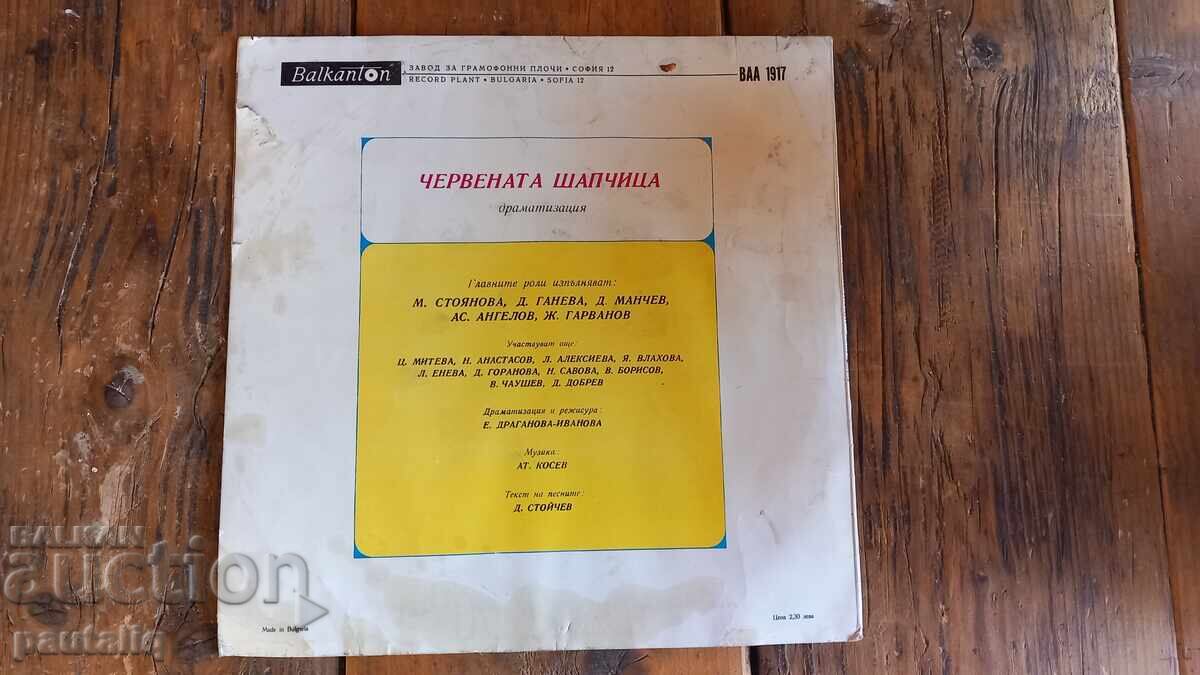 Balkanton
ЗАВОД ЗА ГРАМОФОННИ ПЛОЧИ • СОФИЯ 12
RECORD PLANT • BULGARIA • SOFIA 12
ВАА 1917
ЧЕРВЕНАТА ШАПЧИЦА
драматизация
Главните роли изпълняват:
М. СТОЯНОВА, Д. ГАНЕВА, Д. МАНЧЕВ,
АС. АНГЕЛОВ, Ж. ГАРВАНОВ
Участвуват още:
Ц. МИТЕВА, Н. АНАСТАСОВ, Л. АЛЕКСИЕВА, Я. ВЛАХОВА,
Л. ЕНЕВА, Д. ГОРАНОВА, Н. САВОВА, В. БОРИСОВ,
В. ЧАУШЕВ, Д. ДОБРЕВ
Драматизация и режисура:
Е. ДРАГАНОВА-ИВАНОВА
Музика:
АТ. КОСЕВ
Текст на песните:
Д. СТОЙЧЕВ
Made in Bulgaria
Цена 2,30 лева
BALKAN
auction
pautaliq